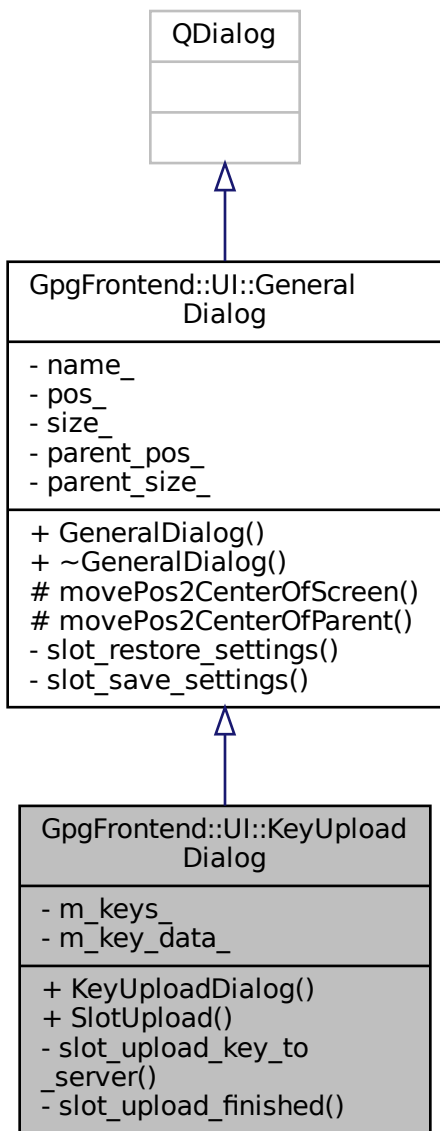 QDialog
GpgFrontend::UI::General
Dialog
- name_
- pos_
- size_
- parent_pos_
- parent_size_
+ GeneralDialog()
+ ~GeneralDialog()
# movePos2CenterOfScreen()
# movePos2CenterOfParent()
- slot_restore_settings()
- slot_save_settings()
GpgFrontend::UI::KeyUpload
Dialog
- m_keys_
- m_key_data_
+ KeyUploadDialog()
+ SlotUpload()
- slot_upload_key_to
_server()
- slot_upload_finished()